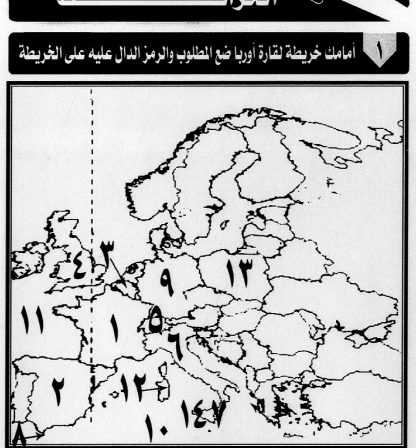 ١ أمامك خريطة لقارة أوربا ضع المطلوب والرمز الدال عليه على الخريطة
٣
٤ ٩ ١٣
١١ ١ ٥
٦
٢ ١٢
١٤ ٧
١٠
٨